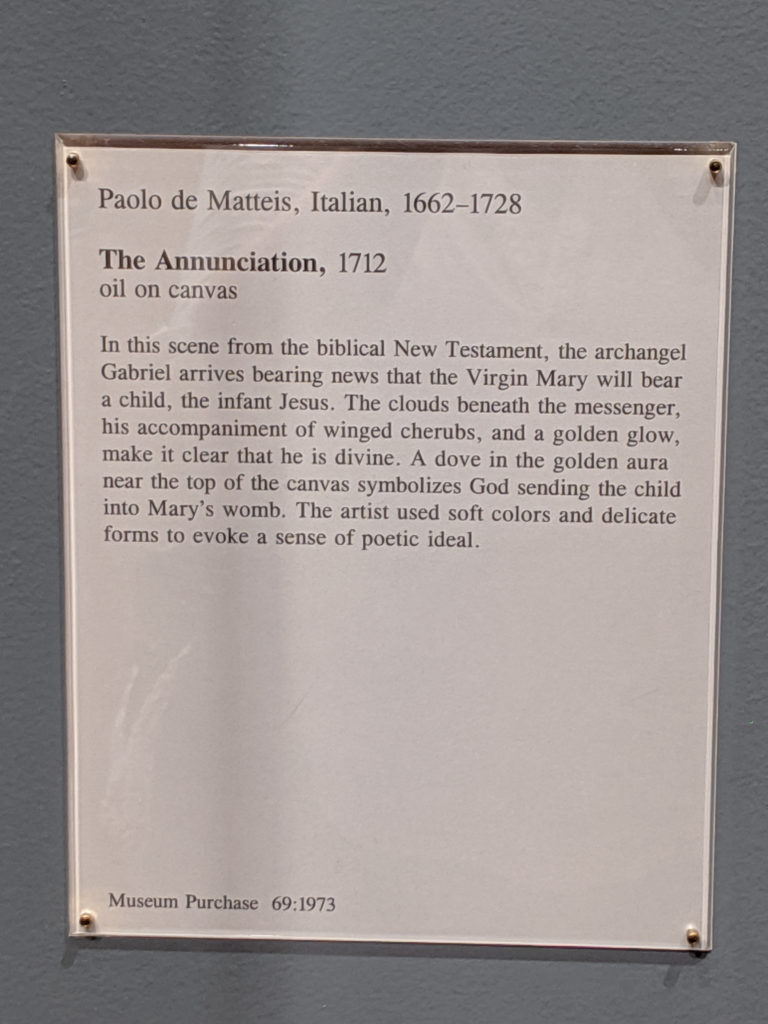 Paolo de Matteis, Italian, 1662–1728
The Annunciation, 1712
oil on canvas
In this scene from the biblical New Testament, the archangel
Gabriel arrives bearing news that the Virgin Mary will bear
a child, the infant Jesus. The clouds beneath the messenger,
his accompaniment of winged cherubs, and a golden glow,
make it clear that he is divine. A dove in the golden aura
near the top of the canvas symbolizes God sending the child
into Mary’s womb. The artist used soft colors and delicate
forms to evoke a sense of poetic ideal.
Museum Purchase 69:1973